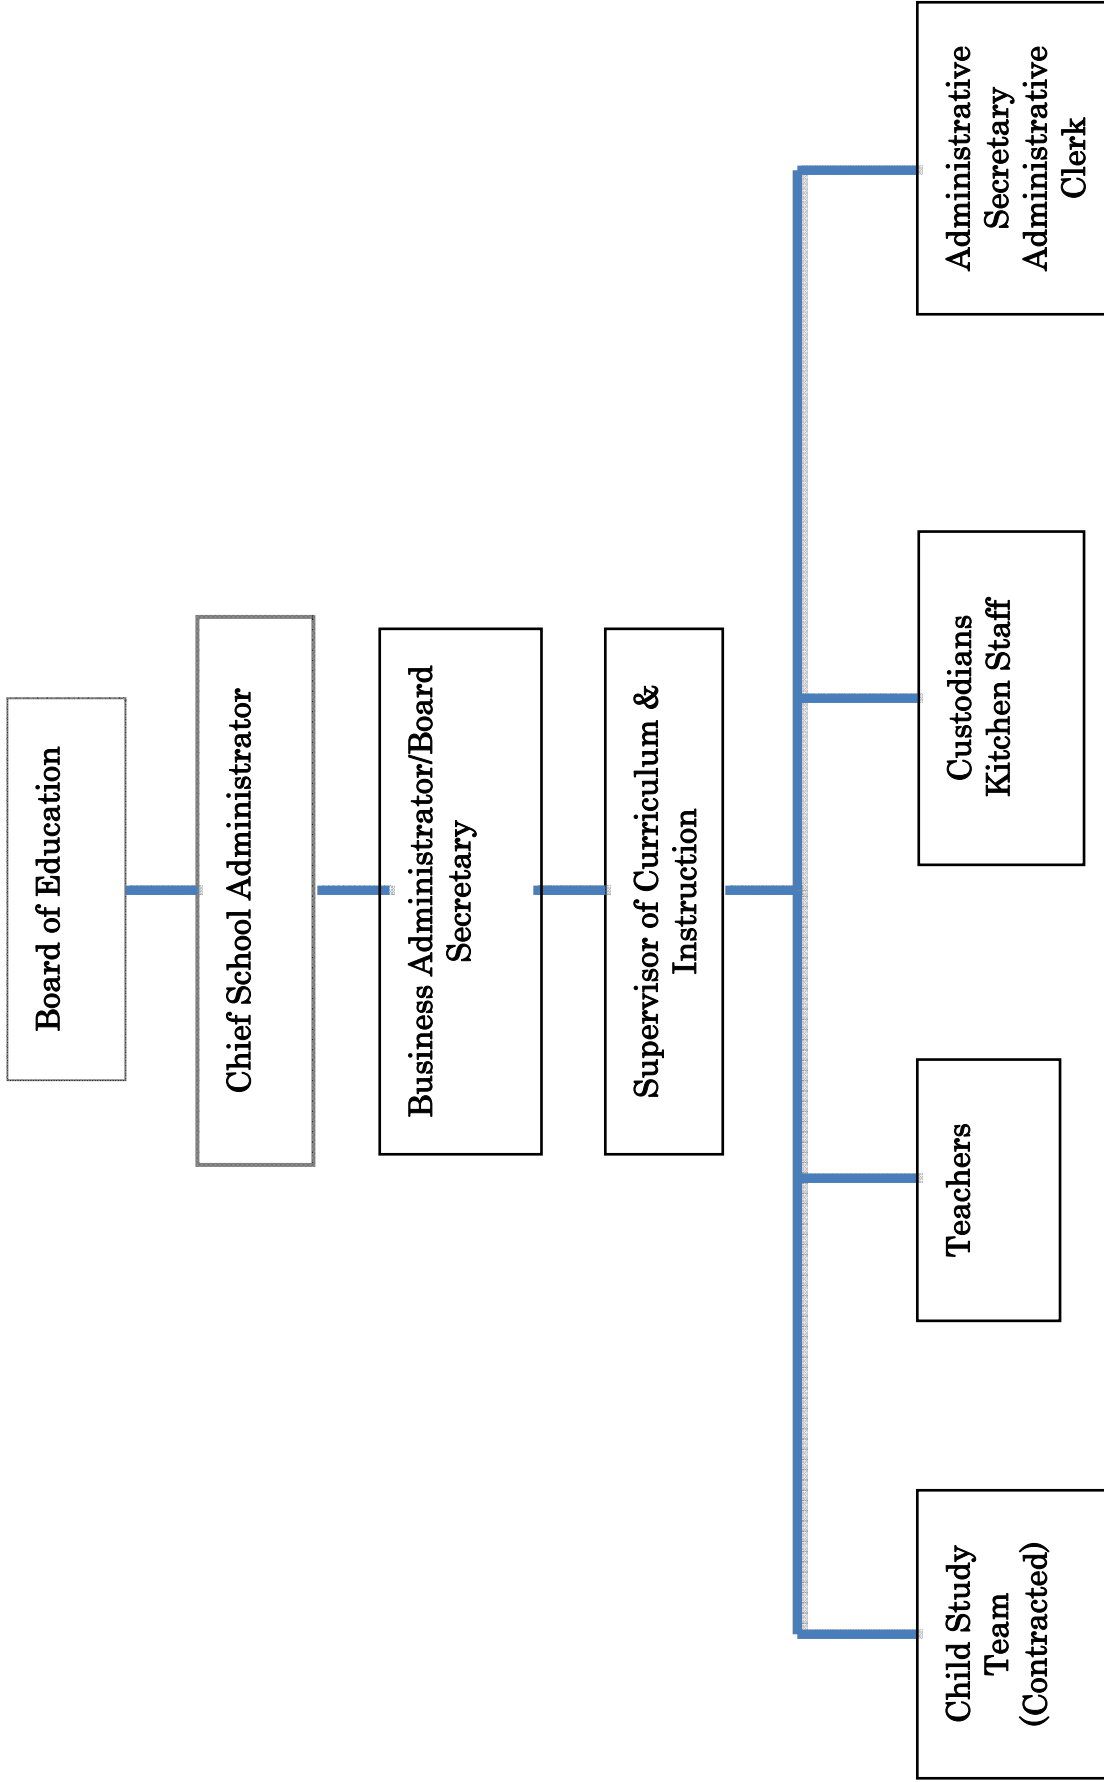 Board of Education
Chief School Administrator
Business Administrator/Board
Secretary
Supervisor of Curriculum &
Instruction
Child Study
Team
(Contracted)
Teachers
Custodians
Kitchen Staff
Administrative
Secretary
Administrative
Clerk